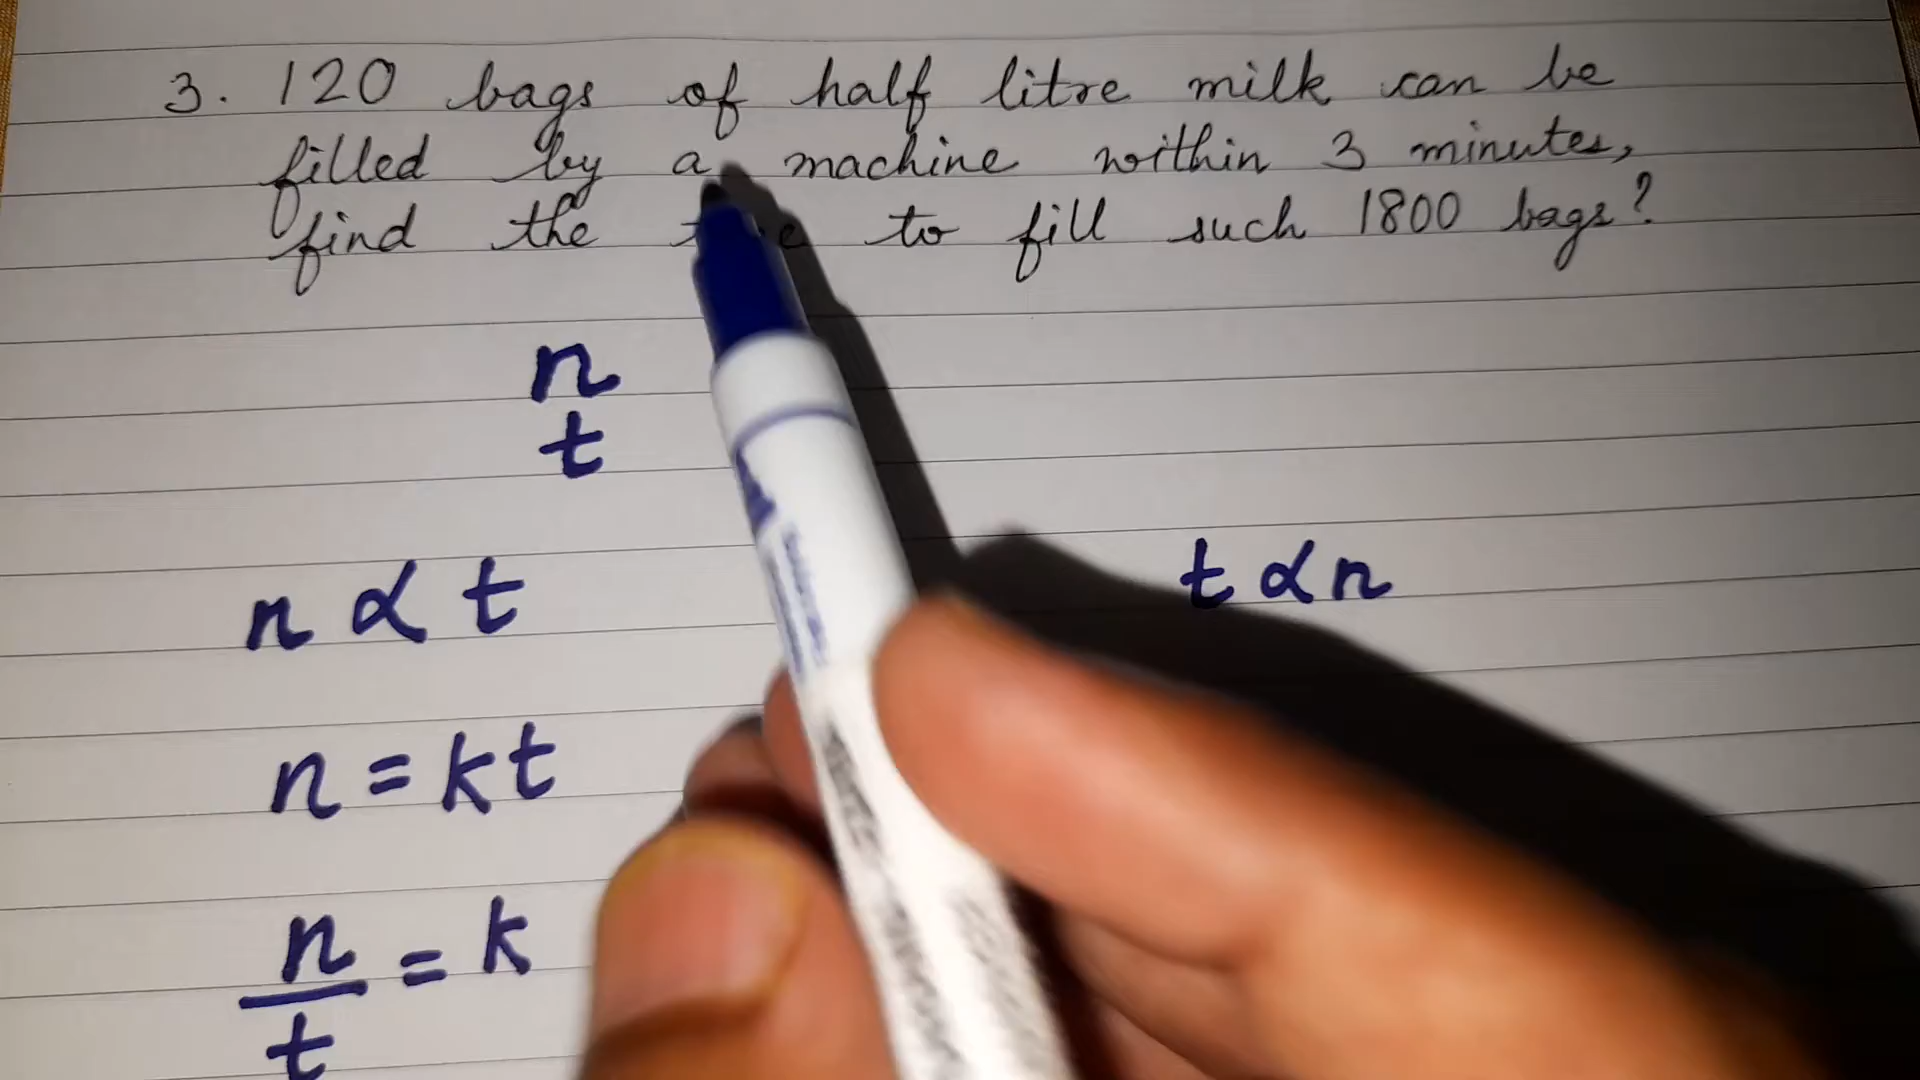 3. 120 bags of half litre milk can be
filled by a machine within 3 minutes,
find the to fill such 1800 bags?
n
t
n ∝ t
t ∝ n
n = kt
n/t = k